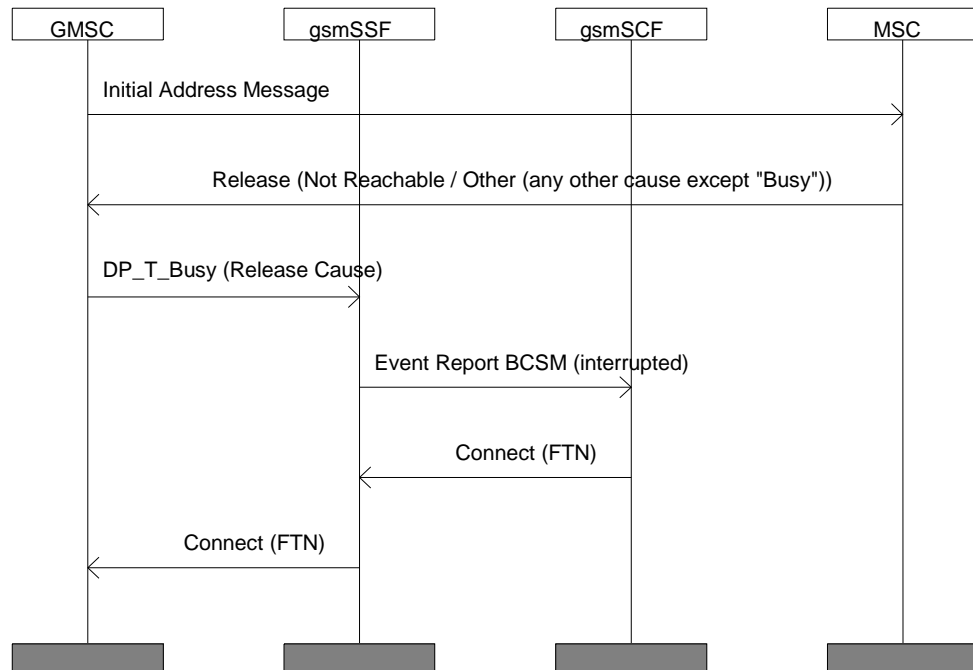 GMSC
gsmSSF
gsmSCF
MSC
Initial Address Message
Release (Not Reachable / Other (any other cause except "Busy"))
DP_T_Busy (Release Cause)
Event Report BCSM (interrupted)
Connect (FTN)
Connect (FTN)